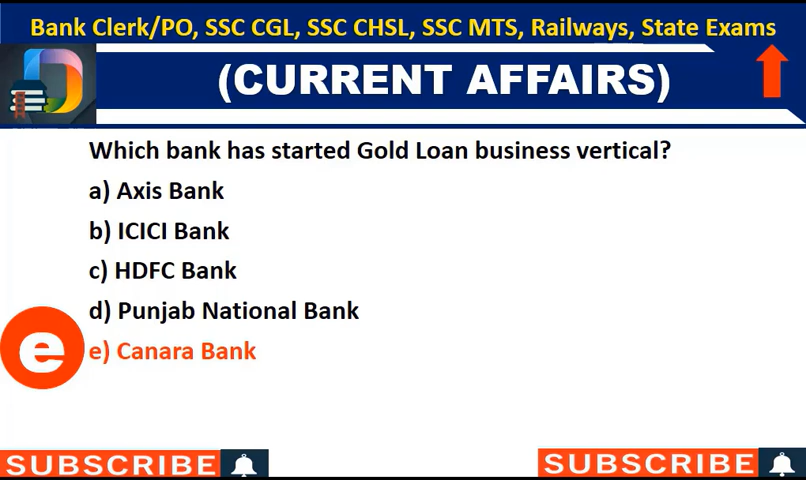 Bank Clerk/PO, SSC CGL, SSC CHSL, SSC MTS, Railways, State Exams
(CURRENT AFFAIRS)
Which bank has started Gold Loan business vertical?
a) Axis Bank
b) ICICI Bank
c) HDFC Bank
d) Punjab National Bank
e
e) Canara Bank
SUBSCRIBE
SUBSCRIBE